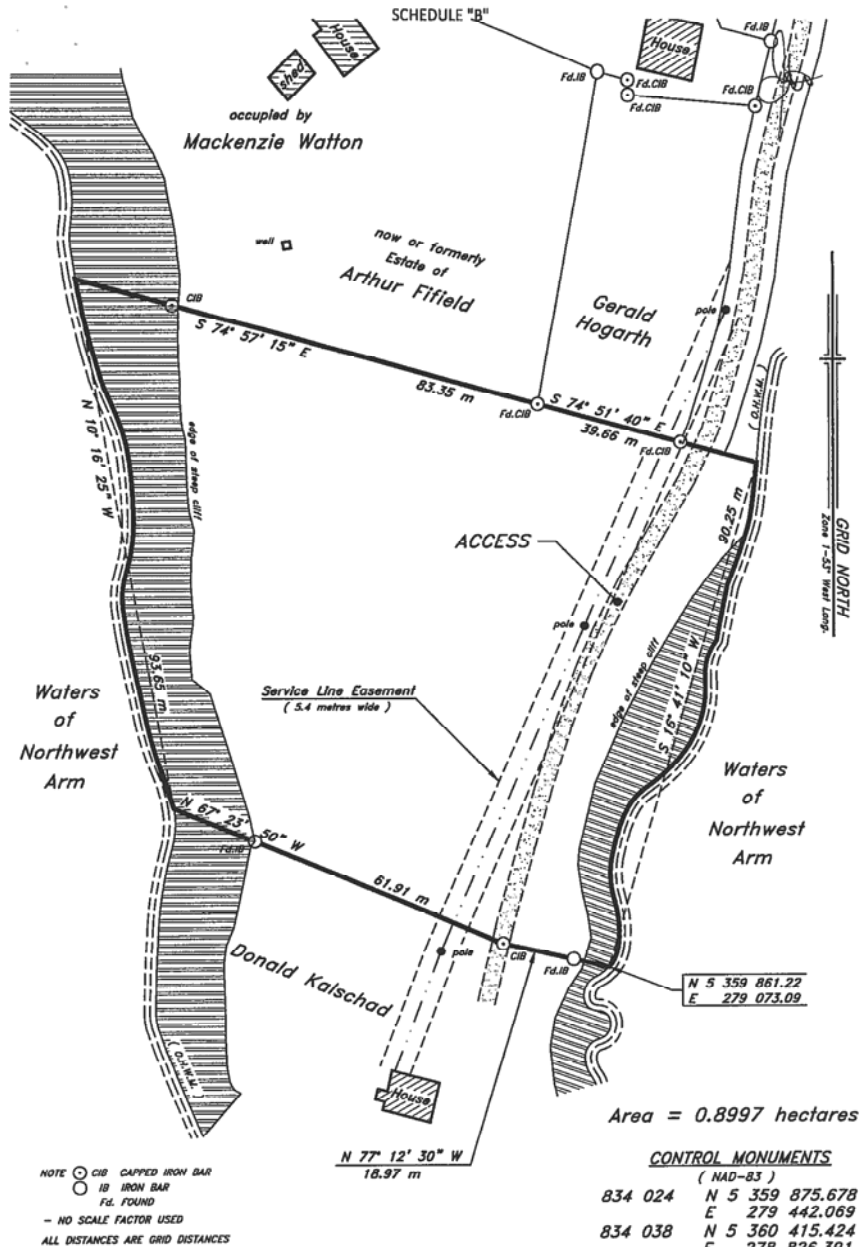 SCHEDULE "B"
House
shed
House
Fd.IB
Fd.IB
Fd.CIB
Fd.CIB
Fd.CIB
occupied by
Mackenzie Watton
well
now or formerly
Estate of
Arthur Fifield
Gerald
Hogarth
pole
CIB
S 74° 57' 15" E
83.35 m
Fd.CIB
S 74° 51' 40" E
39.66 m
Fd.CIB
( O.H.W.M. )
GRID NORTH
Zone 1-53° West Long.
N 10° 16' 25" W
93.65 m
edge of steep cliff
ACCESS
pole
90.25 m
S 16° 41' 10" W
edge of steep cliff
Waters
of
Northwest
Arm
Service Line Easement
( 5.4 metres wide )
Waters
of
Northwest
Arm
N 67° 23' 50" W
Fd.IB
61.91 m
pole
CIB
Fd.IB
Donald Kalschad
N 5 359 861.22
E 279 073.09
( O.H.W.M. )
House
N 77° 12' 30" W
18.97 m
Area = 0.8997 hectares
CONTROL MONUMENTS
( NAD-83 )
834 024 N 5 359 875.678
E 279 442.069
834 038 N 5 360 415.424
E 278 826.391
NOTE CIB CAPPED IRON BAR
IB IRON BAR
Fd. FOUND
- NO SCALE FACTOR USED
ALL DISTANCES ARE GRID DISTANCES